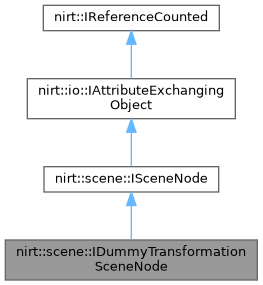 nirt::IReferenceCounted
nirt::io::IAttributeExchanging
Object
nirt::scene::ISceneNode
nirt::scene::IDummyTransformation
SceneNode